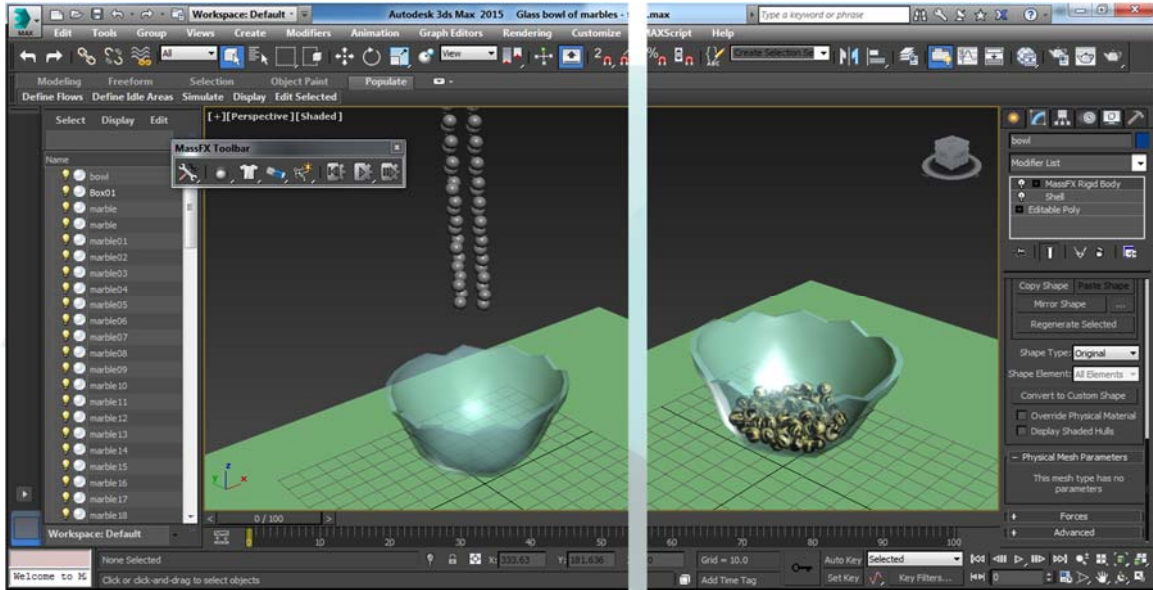 Workspace: Default
Autodesk 3ds Max 2015 Glass bowl of marbles - .max
Type a keyword or phrase
MAX
Edit Tools Group Views Create Modifiers Animation Graph Editors Rendering Customize MAXScript Help
All
View
Create Selection Se
Modeling Freeform Selection Object Paint Populate
Define Flows Define Idle Areas Simulate Display Edit Selected
Select Display Edit
Name
bowl
Box01
marble
marble
marble01
marble02
marble03
marble04
marble05
marble06
marble07
marble08
marble09
marble10
marble11
marble12
marble13
marble14
marble15
marble16
marble17
marble18
[+][Perspective][Shaded]
MassFX Toolbar
z
y
x
bowl
Modifier List
MassFX Rigid Body
Shell
Editable Poly
Copy Shape Paste Shape
Mirror Shape ...
Regenerate Selected
Shape Type: Original
Shape Element: All Elements
Convert to Custom Shape
Override Physical Material
Display Shaded Hulls
- Physical Mesh Parameters
This mesh type has no
parameters
+ Forces
+ Advanced
< 0 / 100 >
Workspace: Default
0 10 20 30 40 50 60 70 80 90 100
None Selected
X: 333.63 Y: 181.636
Grid = 10.0
Auto Key Selected
Welcome to M
Click or click-and-drag to select objects
Add Time Tag
Set Key Key Filters...
0